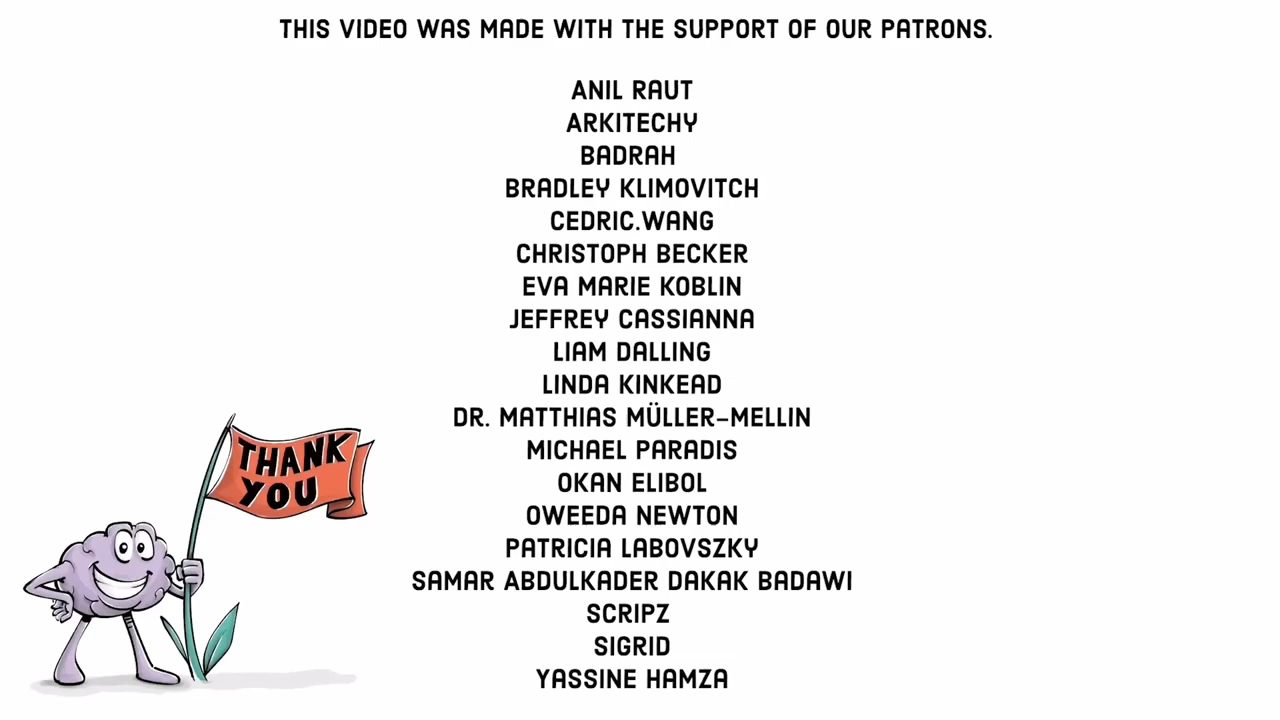 THIS VIDEO WAS MADE WITH THE SUPPORT OF OUR PATRONS.
ANIL RAUT
ARKITECHY
BADRAH
BRADLEY KLIMOVITCH
CEDRIC.WANG
CHRISTOPH BECKER
EVA MARIE KOBLIN
JEFFREY CASSIANNA
LIAM DALLING
LINDA KINKEAD
DR. MATTHIAS MÜLLER-MELLIN
MICHAEL PARADIS
OKAN ELIBOL
OWEEDA NEWTON
PATRICIA LABOVSZKY
SAMAR ABDULKADER DAKAK BADAWI
SCRIPZ
SIGRID
YASSINE HAMZA
THANK
YOU